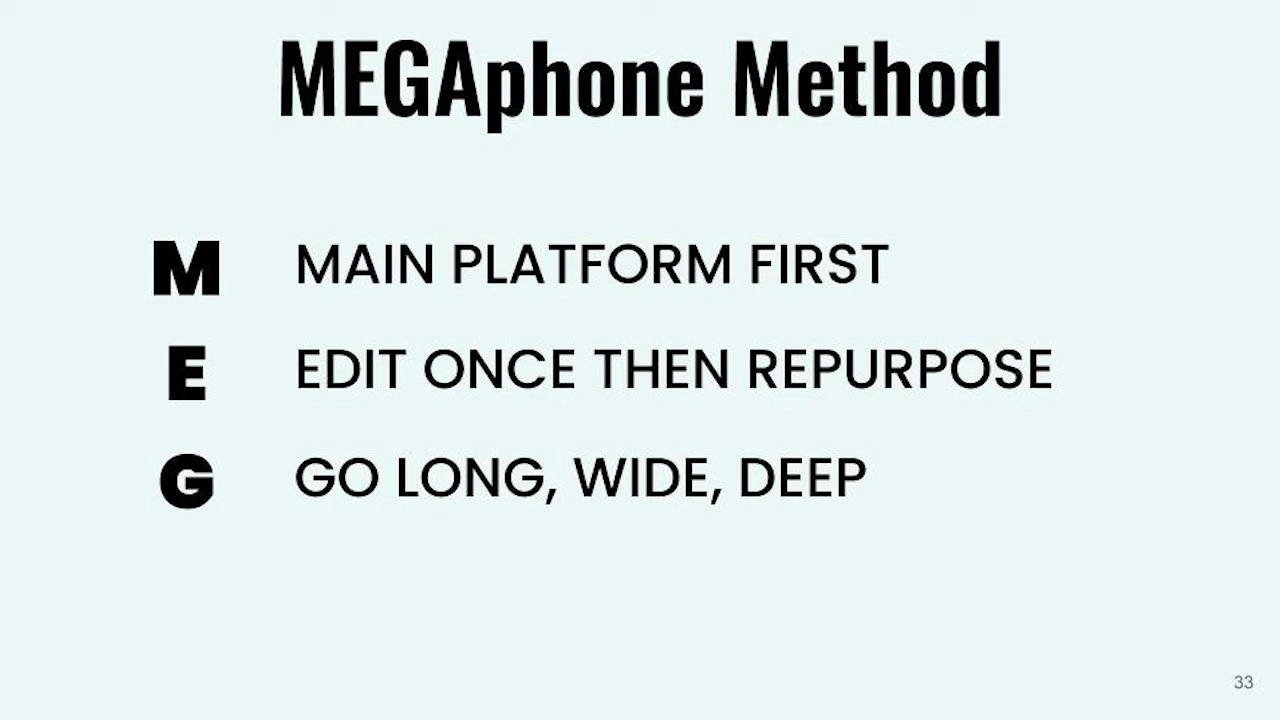 MEGAphone Method
M MAIN PLATFORM FIRST
E EDIT ONCE THEN REPURPOSE
G GO LONG, WIDE, DEEP
33